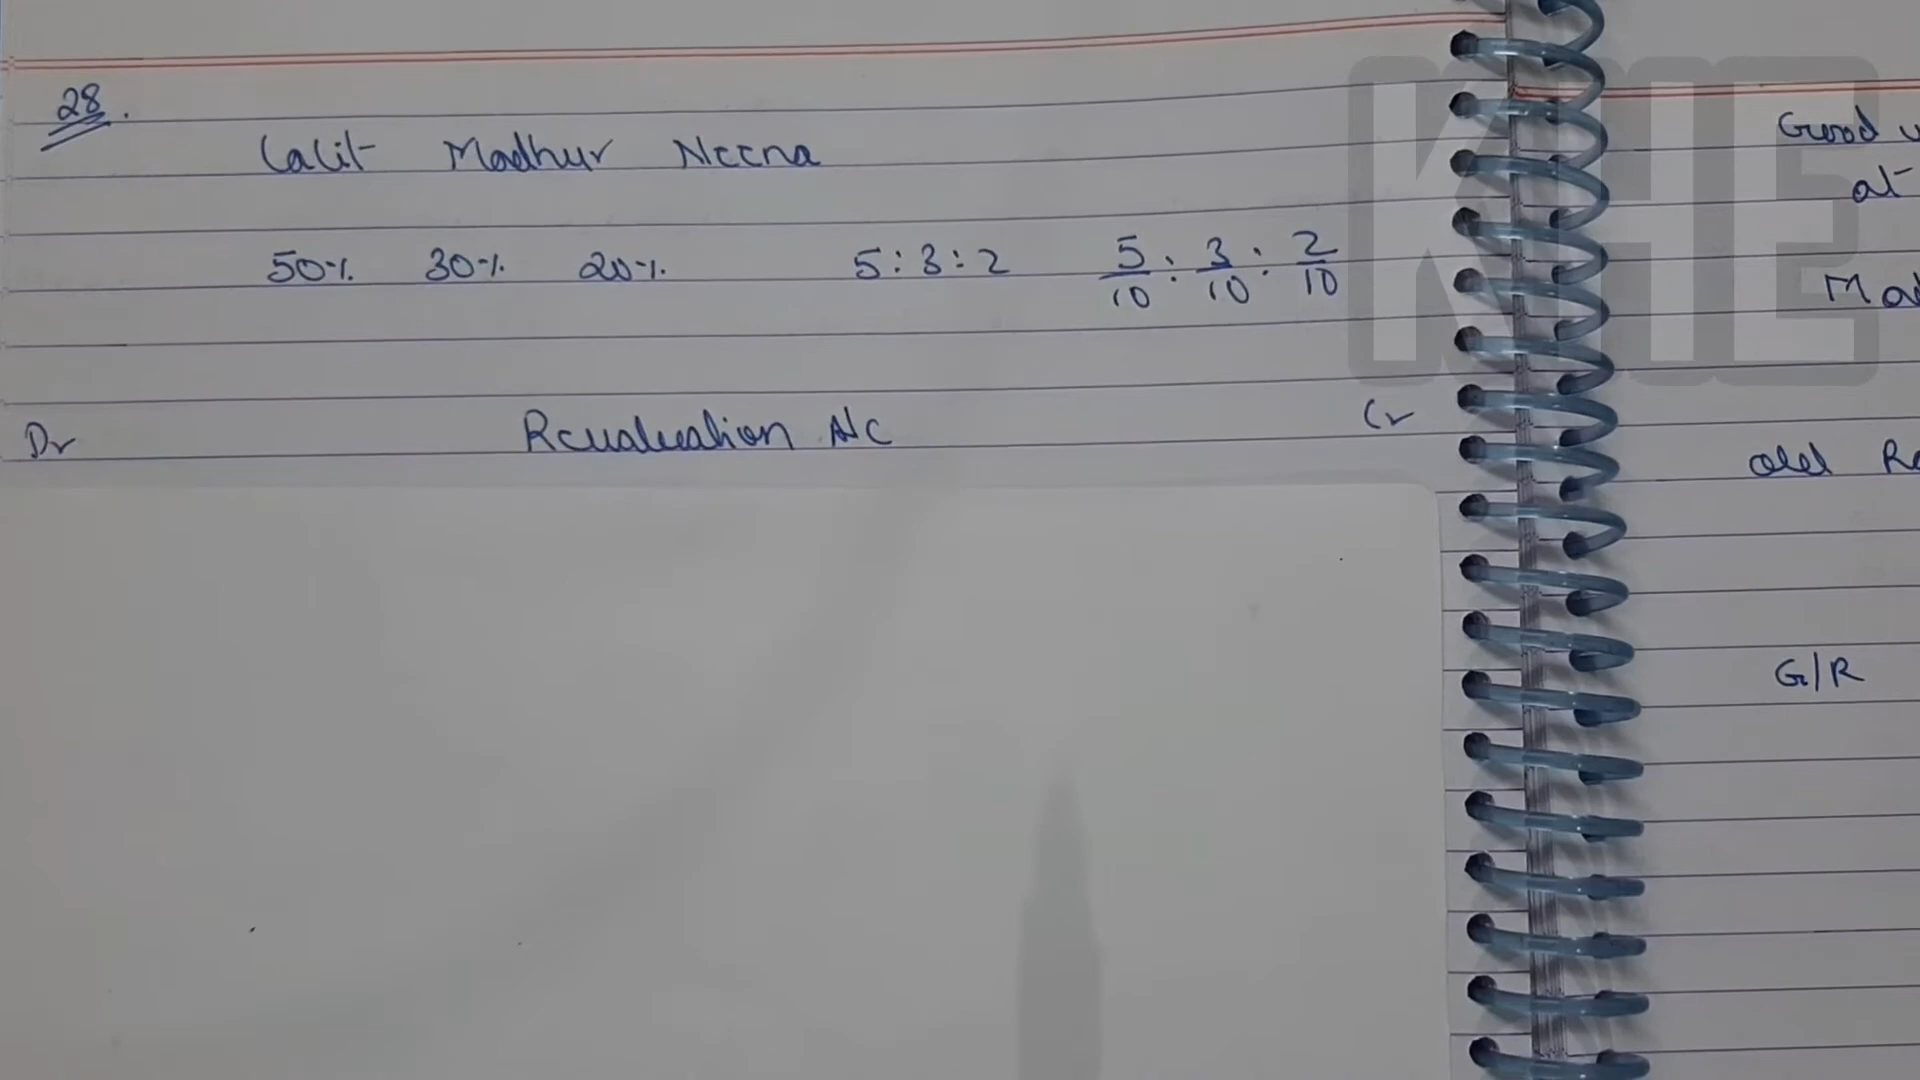 28.
Lalit Madhur Neena
50% 30% 20% 5:3:2 5/10 : 3/10 : 2/10
Dr Revaluation A/c Cr
Good
at
old
G/R
KHE